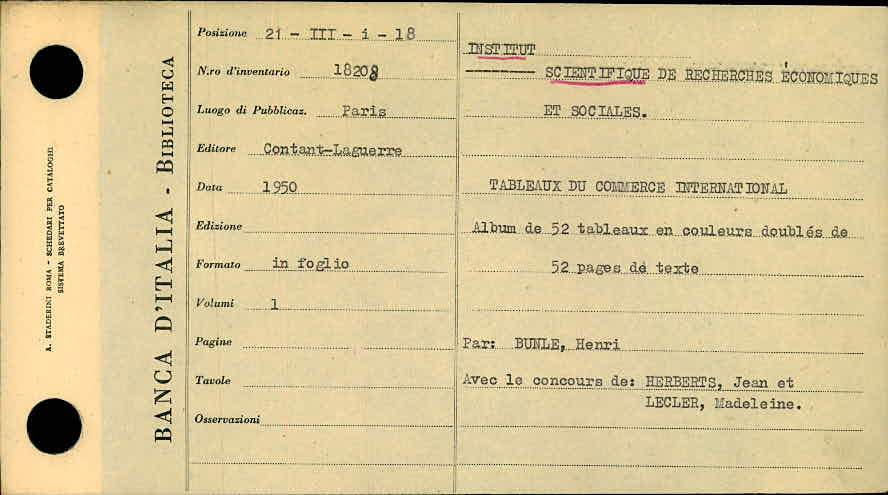 A. STADERINI ROMA - SCHEDARI PER CATALOGHI
SISTEMA BREVETTATO
BANCA D'ITALIA - BIBLIOTECA
Posizione 21 - III - i - 18
N.ro d'inventario 18208
Luogo di Pubblicaz. Paris
Editore Contant-Laguerre
Data 1950
Edizione
Formato in foglio
Volumi 1
Pagine
Tavole
Osservazioni
INSTITUT
SCIENTIFIQUE DE RECHERCHES ÉCONOMIQUES
ET SOCIALES.
TABLEAUX DU COMMERCE INTERNATIONAL
Album de 52 tableaux en couleurs doublés de
52 pages de texte
Par: BUNLE, Henri
Avec le concours de: HERBERTS, Jean et
LECLER, Madeleine.